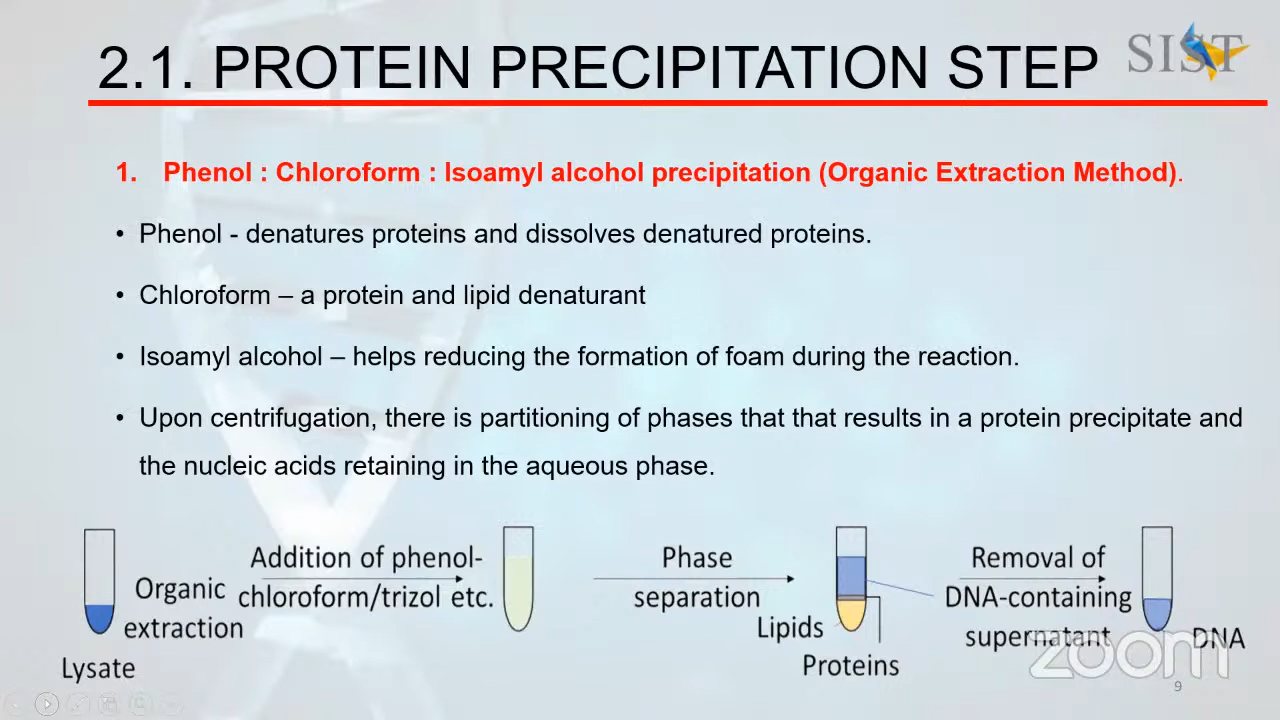 2.1. PROTEIN PRECIPITATION STEP
SIST
1. Phenol : Chloroform : Isoamyl alcohol precipitation (Organic Extraction Method).
• Phenol - denatures proteins and dissolves denatured proteins.
• Chloroform – a protein and lipid denaturant
• Isoamyl alcohol – helps reducing the formation of foam during the reaction.
• Upon centrifugation, there is partitioning of phases that that results in a protein precipitate and
the nucleic acids retaining in the aqueous phase.
Organic
extraction
Lysate
Addition of phenol-
chloroform/trizol etc.
Phase
separation
Lipids
Proteins
Removal of
DNA-containing
supernatant
DNA
zoom
9